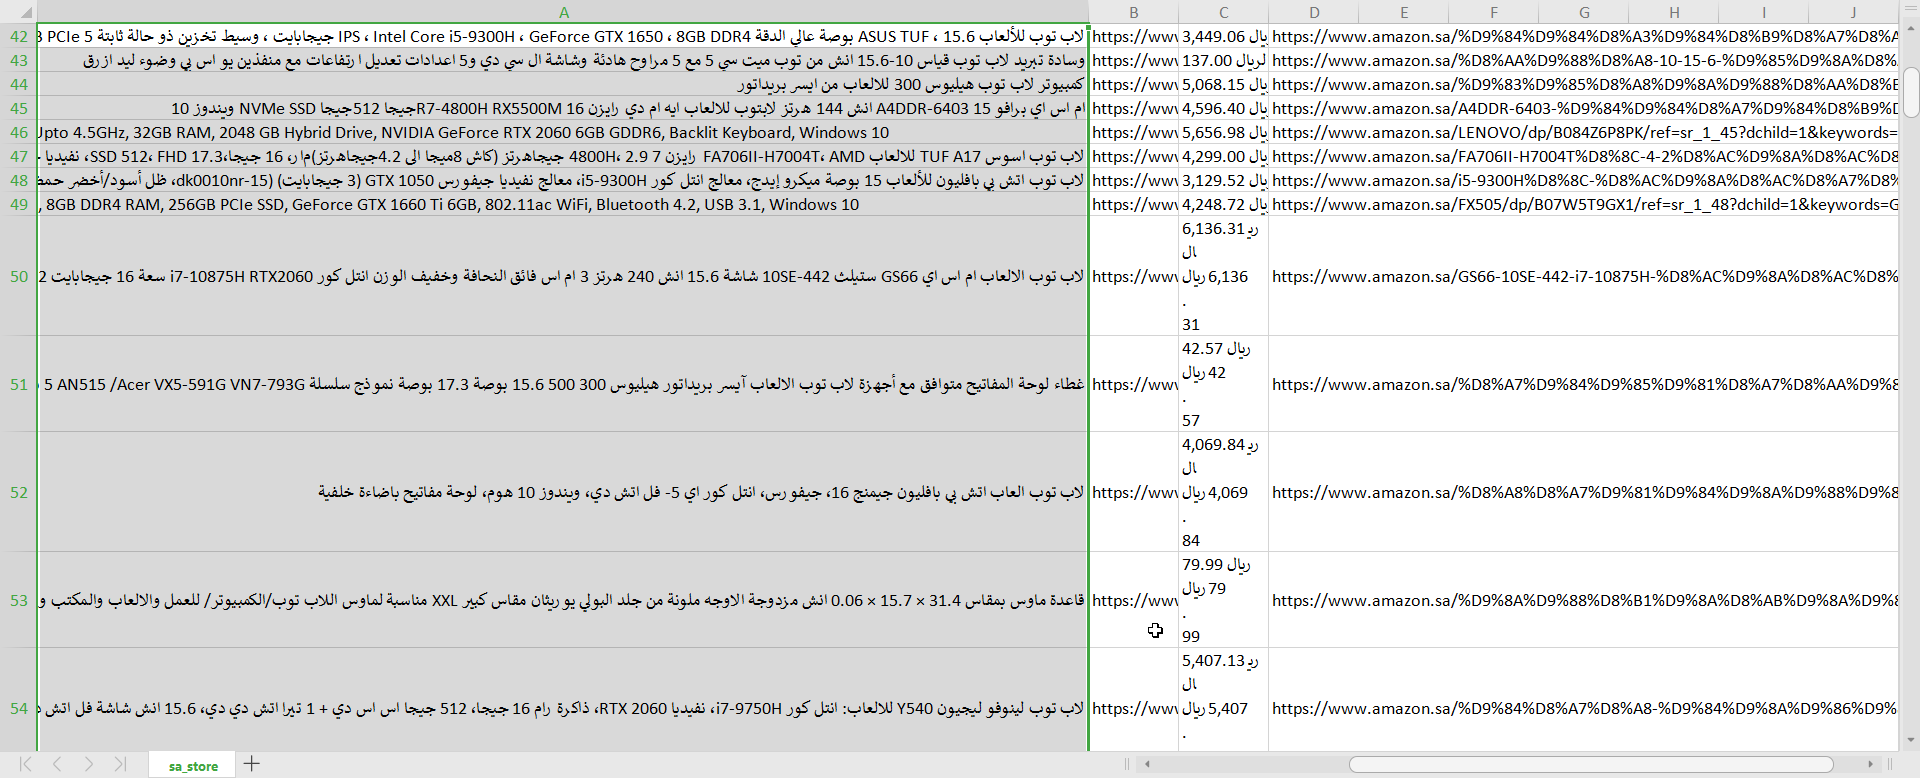 A B C D E F G H I J
42 لاب توب للألعاب ASUS TUF ، 15.6 بوصة عالي الدقة IPS ، Intel Core i5-9300H ، GeForce GTX 1650 ، 8GB DDR4 جيجابايت ، وسيط تخزين ذو حالة ثابتة PCIe 5 https://www 3,449.06 ريال https://www.amazon.sa/%D9%84%D9%84%D8%A3%D9%84%D8%B9%D8%A7%D8%A
43 وسادة تبريد لاب توب قياس 10-15.6 انش من توب ميت سي 5 مع 5 مراوح هادئة وشاشة ال سي دي و5 اعدادات تعديل ارتفاعات مع منفذين يو اس بي وضوء ليد ازرق https://www 137.00 ريال https://www.amazon.sa/%D8%AA%D9%88%D8%A8-10-15-6-%D9%85%D9%8A%D8%
44 كمبيوتر لاب توب هيليوس 300 للالعاب من ايسر بريداتور https://www 5,068.15 ريال https://www.amazon.sa/%D9%83%D9%85%D8%A8%D9%8A%D9%88%D8%AA%D8%B
45 ام اس اي برافو 15 A4DDR-6403 انش 144 هرتز لابتوب للالعاب ايه ام دي رايزن R7-4800H RX5500M 16جيجا 512جيجا NVMe SSD ويندوز 10 https://www 4,596.40 ريال https://www.amazon.sa/A4DDR-6403-%D9%84%D9%84%D8%A7%D9%84%D8%B9%D
46 Upto 4.5GHz, 32GB RAM, 2048 GB Hybrid Drive, NVIDIA GeForce RTX 2060 6GB GDDR6, Backlit Keyboard, Windows 10 https://www 5,656.98 ريال https://www.amazon.sa/LENOVO/dp/B084Z6P8PK/ref=sr_1_45?dchild=1&keywords=
47 لاب توب اسوس TUF A17 للالعاب FA706II-H7004T، AMD رايزن 7 4800H، 2.9 جيجاهرتز (كاش 8ميجا الى 4.2جيجاهرتز)م‎ار، 16 جيجا، SSD 512، FHD 17.3، نفيديا https://www 4,299.00 ريال https://www.amazon.sa/FA706II-H7004T%D8%8C-4-2%D8%AC%D9%8A%D8%AC%D8
48 لاب توب اتش بي بافليون للألعاب 15 بوصة ميكرو إيدج، معالج انتل كور i5-9300H، معالج نفيديا جيفورس GTX 1050 (3 جيجابايت) (15-dk0010nr، ظل أسود/أخضر https://www 3,129.52 ريال https://www.amazon.sa/i5-9300H%D8%8C-%D8%AC%D9%8A%D8%AC%D8%A7%D8%
49 , 8GB DDR4 RAM, 256GB PCIe SSD, GeForce GTX 1660 Ti 6GB, 802.11ac WiFi, Bluetooth 4.2, USB 3.1, Windows 10 https://www 4,248.72 ريال https://www.amazon.sa/FX505/dp/B07W5T9GX1/ref=sr_1_48?dchild=1&keywords=G
6,136.31 ري
ال
50 لاب توب الالعاب ام اس اي GS66 ستيلث 10SE-442 شاشة 15.6 انش 240 هرتز 3 ام اس فائق النحافة وخفيف الوزن انتل كور i7-10875H RTX2060 سعة 16 جيجابايت https://www 6,136 ريال https://www.amazon.sa/GS66-10SE-442-i7-10875H-%D8%AC%D9%8A%D8%AC%D8%
.
31
42.57 ريال
51 غطاء لوحة المفاتيح متوافق مع أجهزة لاب توب الالعاب آيسر بريداتور هيليوس 300 500 15.6 بوصة 17.3 بوصة نموذج سلسلة 5 AN515 /Acer VX5-591G VN7-793G https://www 42 ريال https://www.amazon.sa/%D8%A7%D9%84%D9%85%D9%81%D8%A7%D8%AA%D9%8
.
57
4,069.84 ري
ال
52 لاب توب العاب اتش بي بافليون جيمنج 16، جيفورس، انتل كور اي 5- فل اتش دي، ويندوز 10 هوم، لوحة مفاتيح باضاءة خلفية https://www 4,069 ريال https://www.amazon.sa/%D8%A8%D8%A7%D9%81%D9%84%D9%8A%D9%88%D9%8
.
84
79.99 ريال
53 قاعدة ماوس بمقاس 31.4 × 15.7 × 0.06 انش مزدوجة الاوجه ملونة من جلد البولي يوريثان مقاس كبير XXL مناسبة لماوس اللاب توب/الكمبيوتر/ للعمل والالعاب والمكتب و https://www 79 ريال https://www.amazon.sa/%D9%8A%D9%88%D8%B1%D9%8A%D8%AB%D9%8A%D9%8
.
99
5,407.13 ري
ال
54 لاب توب لينوفو ليجيون Y540 للالعاب: انتل كور i7-9750H، نفيديا RTX 2060، ذاكرة رام 16 جيجا، 512 جيجا اس اس دي + 1 تيرا اتش دي دي، 15.6 انش شاشة فل اتش https://www 5,407 ريال https://www.amazon.sa/%D9%84%D8%A7%D8%A8-%D9%84%D9%8A%D9%86%D9%
.
sa_store